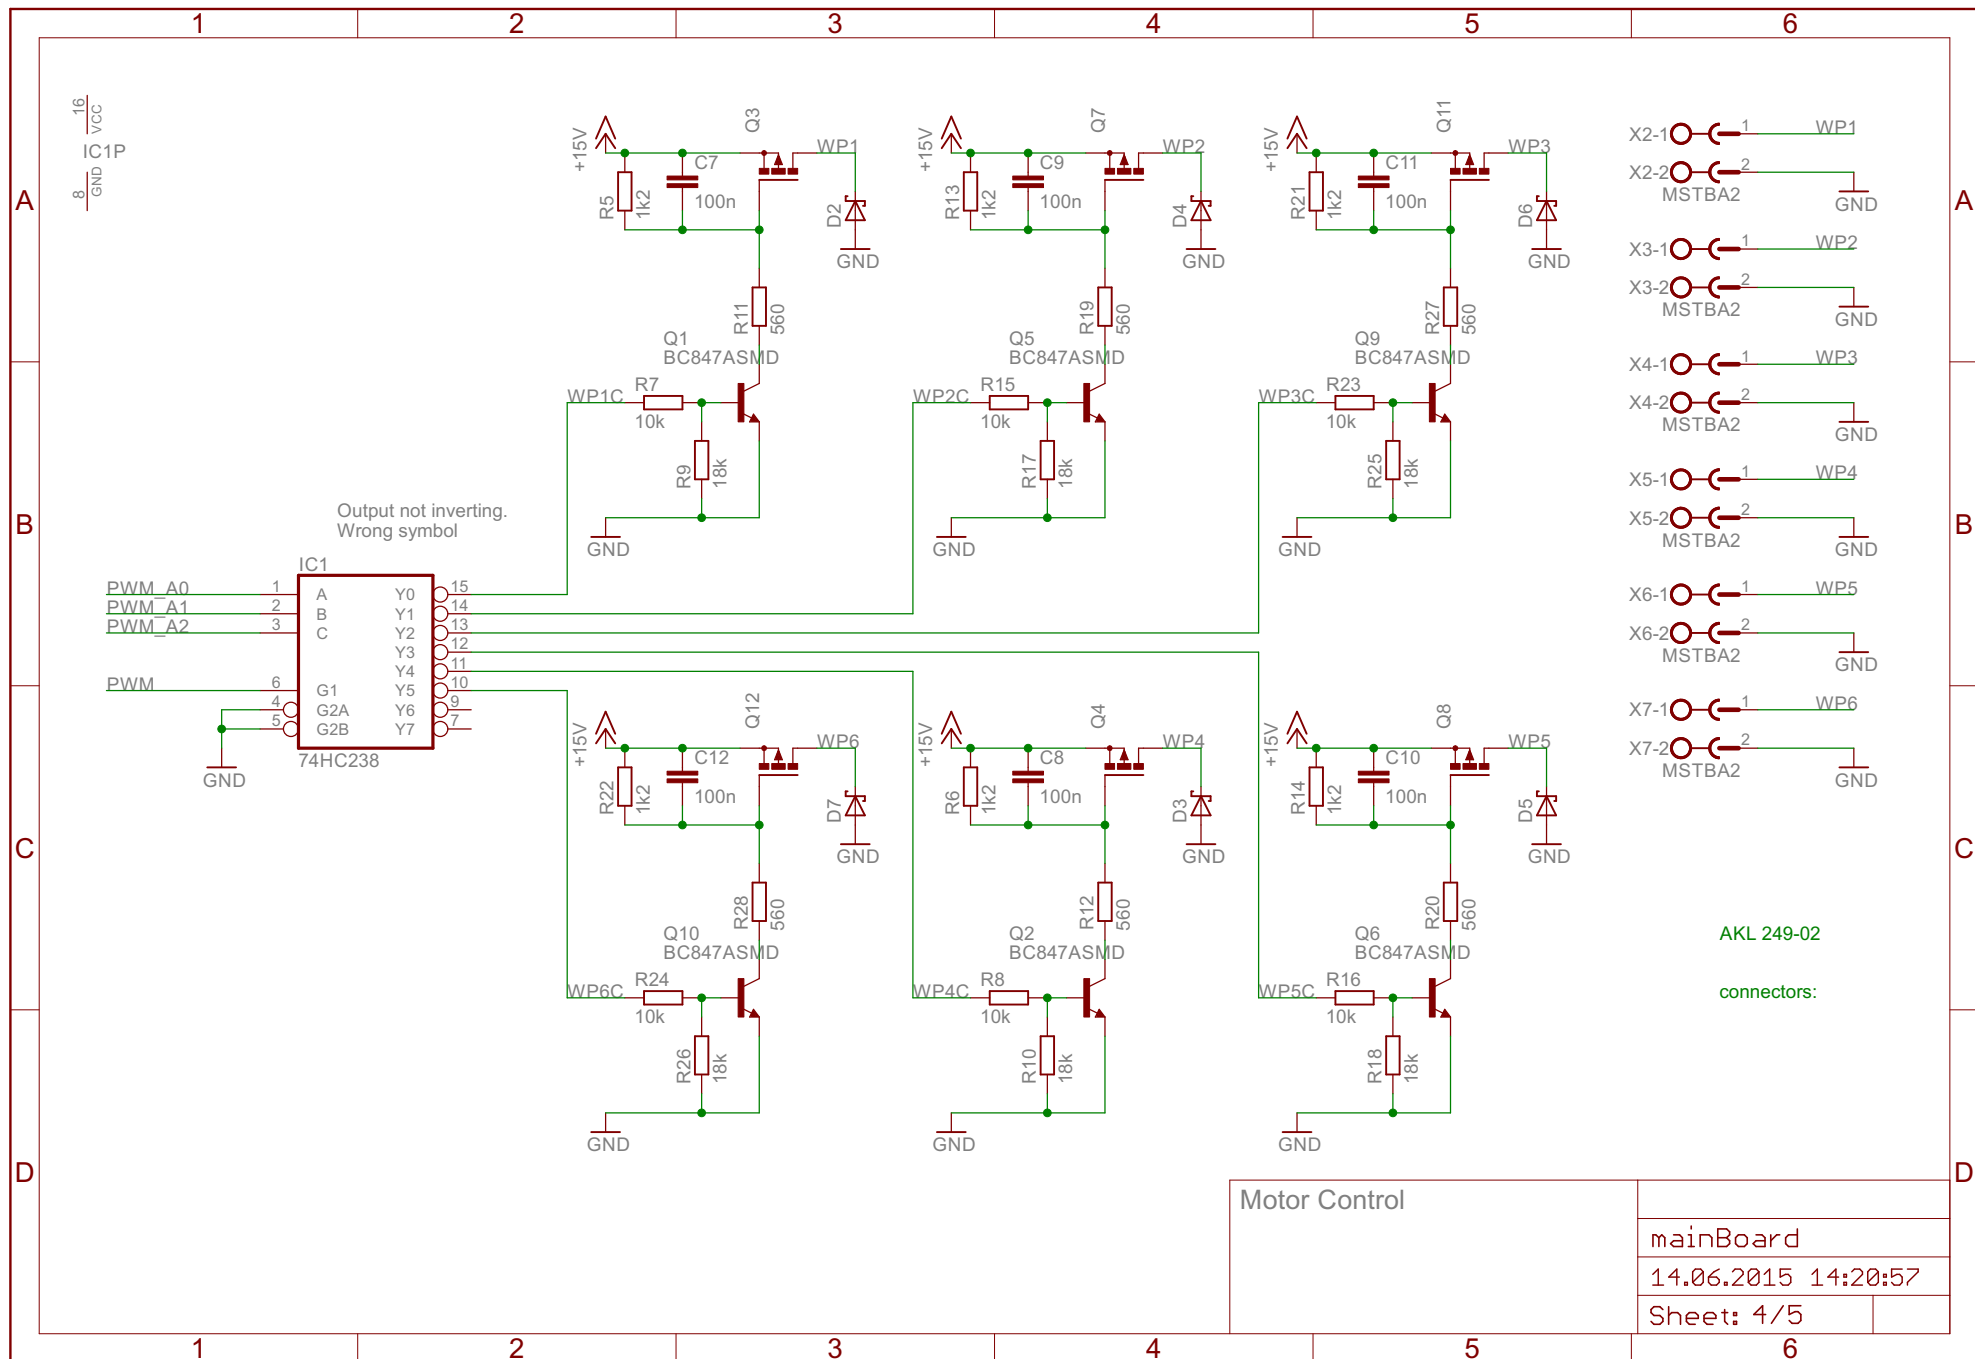 1 2 3 4 5 6
A
B
C
D
A
B
C
D
1 2 3 4 5 6
16
VCC
IC1P
8
GND
+15V
R5
1k2
C7
100n
Q3
WP1
D2
GND
R11
560
Q1
BC847ASMD
WP1C
R7
10k
R9
18k
GND
+15V
R13
1k2
C9
100n
Q7
WP2
D4
GND
R19
560
Q5
BC847ASMD
WP2C
R15
10k
R17
18k
GND
+15V
R21
1k2
C11
100n
Q11
WP3
D6
GND
R27
560
Q9
BC847ASMD
WP3C
R23
10k
R25
18k
GND
Output not inverting.
Wrong symbol
IC1
PWM_A0 1 A Y0 15
PWM_A1 2 B Y1 14
PWM_A2 3 C Y2 13
Y3 12
Y4 11
PWM 6 G1 Y5 10
4 G2A Y6 9
5 G2B Y7 7
74HC238
GND
+15V
R22
1k2
C12
100n
Q12
WP6
D7
GND
R28
560
Q10
BC847ASMD
WP6C
R24
10k
R26
18k
GND
+15V
R6
1k2
C8
100n
Q4
WP4
D3
GND
R12
560
Q2
BC847ASMD
WP4C
R8
10k
R10
18k
GND
+15V
R14
1k2
C10
100n
Q8
WP5
D5
GND
R20
560
Q6
BC847ASMD
WP5C
R16
10k
R18
18k
GND
X2-1 1 WP1
X2-2 2
MSTBA2
GND
X3-1 1 WP2
X3-2 2
MSTBA2
GND
X4-1 1 WP3
X4-2 2
MSTBA2
GND
X5-1 1 WP4
X5-2 2
MSTBA2
GND
X6-1 1 WP5
X6-2 2
MSTBA2
GND
X7-1 1 WP6
X7-2 2
MSTBA2
GND
AKL 249-02
connectors:
Motor Control
mainBoard
14.06.2015 14:20:57
Sheet: 4/5